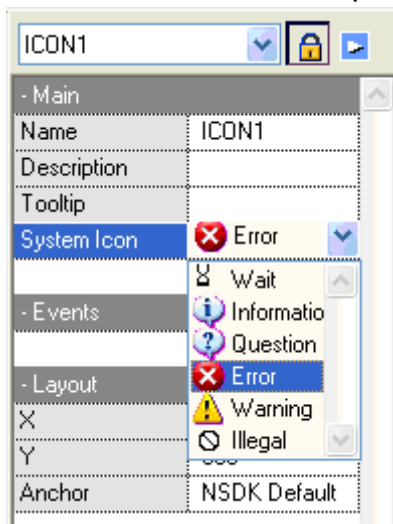 ICON1
- Main
Name ICON1
Description
Tooltip
System Icon Error
Wait
Informatio
- Events
Question
Error
- Layout
Warning
X
Illegal
Y
Anchor NSDK Default